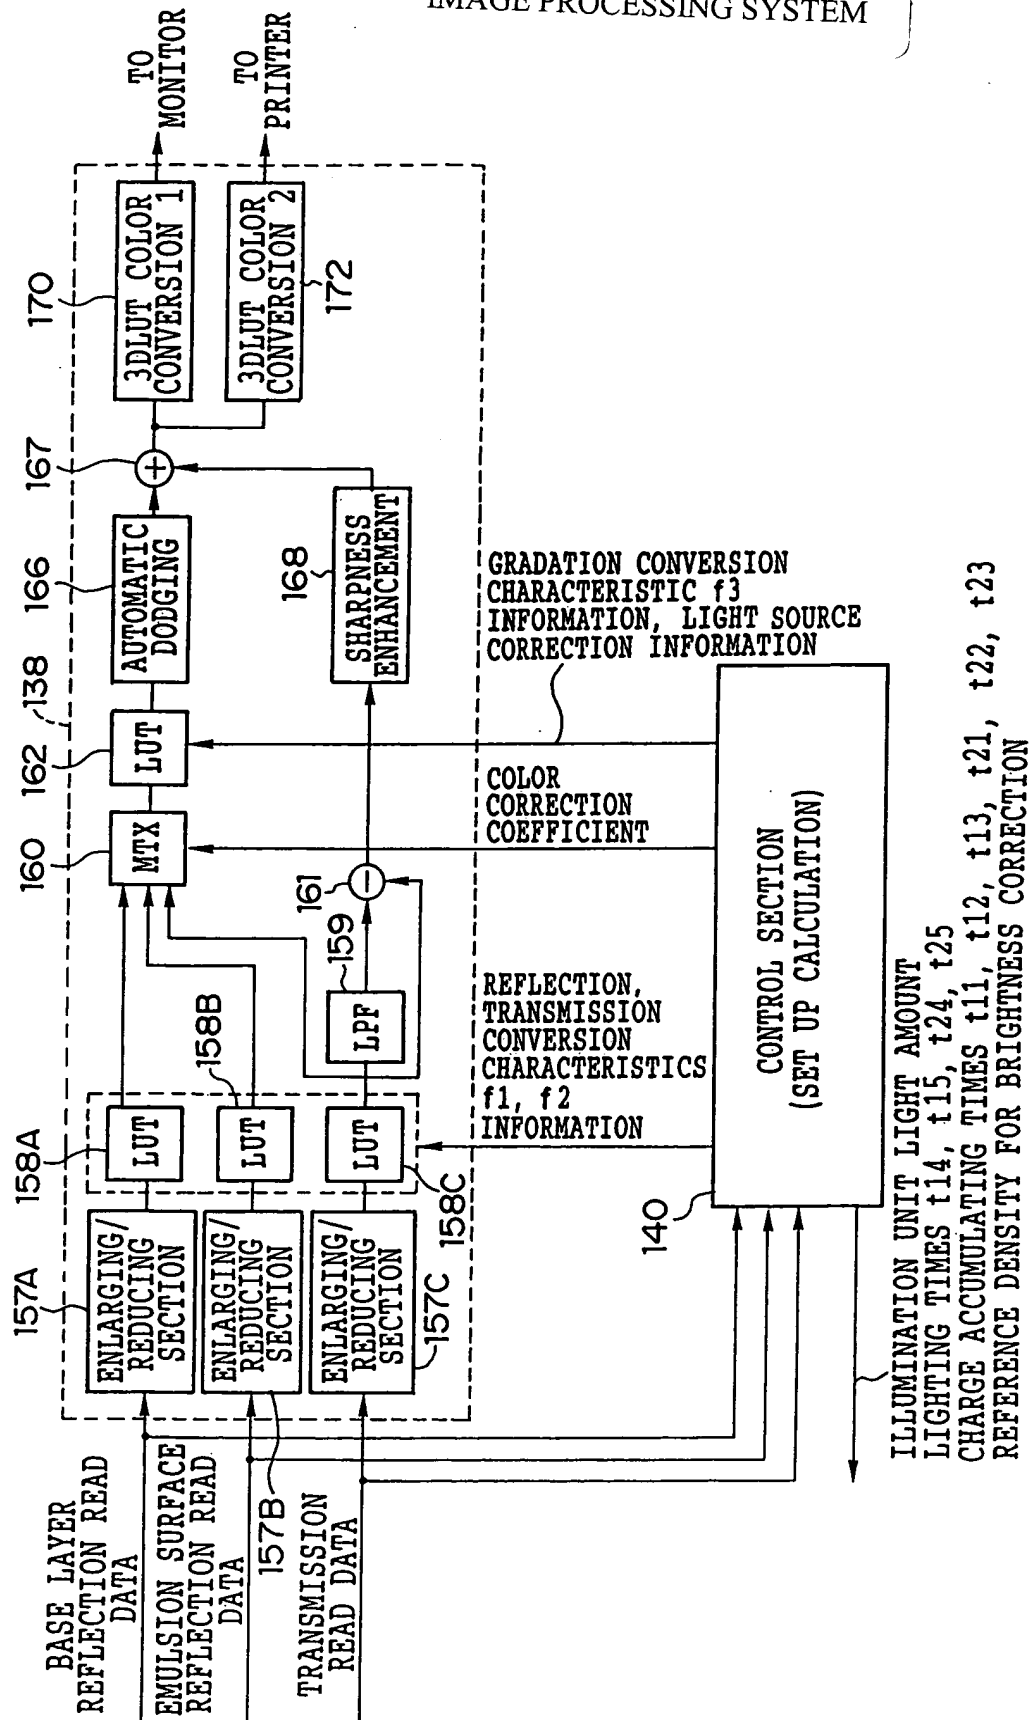 IMAGE PROCESSING SYSTEM
BASE LAYER
REFLECTION READ
DATA
EMULSION SURFACE
REFLECTION READ
DATA
TRANSMISSION
READ DATA
157A
ENLARGING/
REDUCING
SECTION
157B
ENLARGING/
REDUCING
SECTION
157C
ENLARGING/
REDUCING
SECTION
158A
LUT
158B
LUT
158C
LUT
159
LPF
161
−
160
MTX
162
LUT
138
166
AUTOMATIC
DODGING
168
SHARPNESS
ENHANCEMENT
167
+
170
3DLUT COLOR
CONVERSION 1
172
3DLUT COLOR
CONVERSION 2
TO
MONITOR
TO
PRINTER
REFLECTION,
TRANSMISSION
CONVERSION
CHARACTERISTICS
f1, f2
INFORMATION
COLOR
CORRECTION
COEFFICIENT
GRADATION CONVERSION
CHARACTERISTIC f3
INFORMATION, LIGHT SOURCE
CORRECTION INFORMATION
140
CONTROL SECTION
(SET UP CALCULATION)
ILLUMINATION UNIT LIGHT AMOUNT
LIGHTING TIMES t14, t15, t24, t25
CHARGE ACCUMULATING TIMES t11, t12, t13, t21, t22, t23
REFERENCE DENSITY FOR BRIGHTNESS CORRECTION